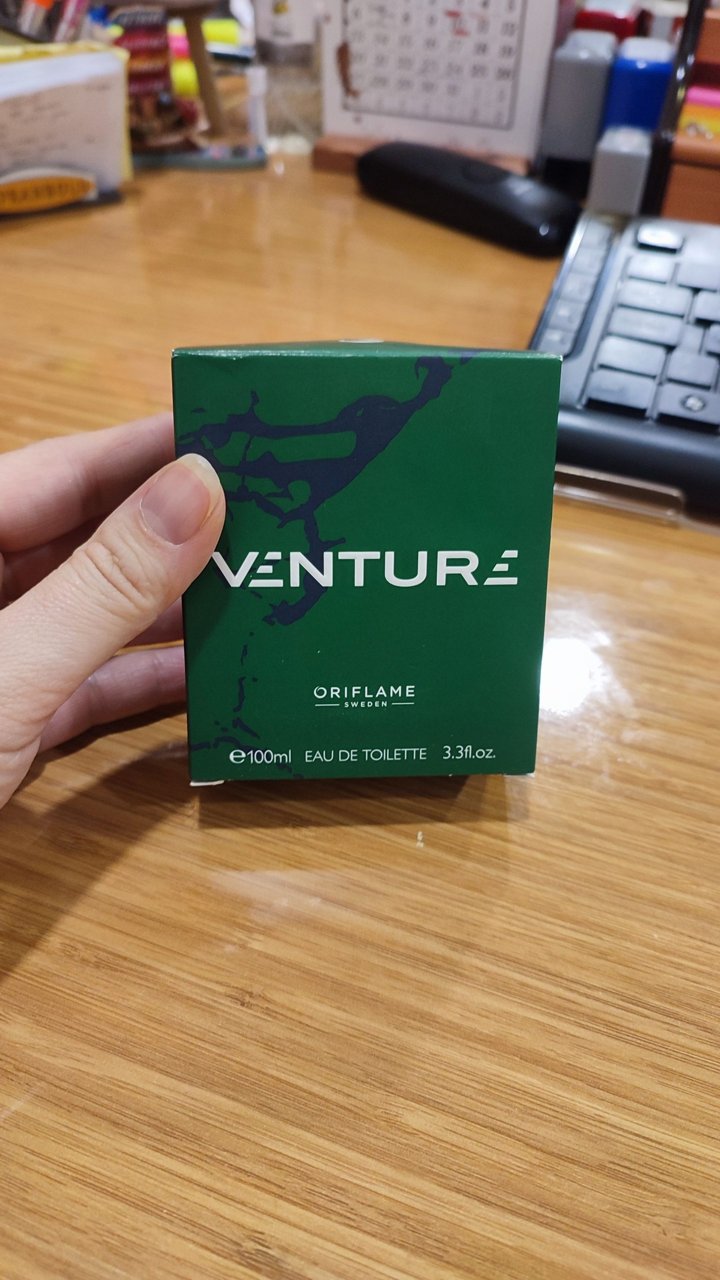 VENTURE
ORIFLAME
SWEDEN
℮100ml EAU DE TOILETTE 3.3fl.oz.